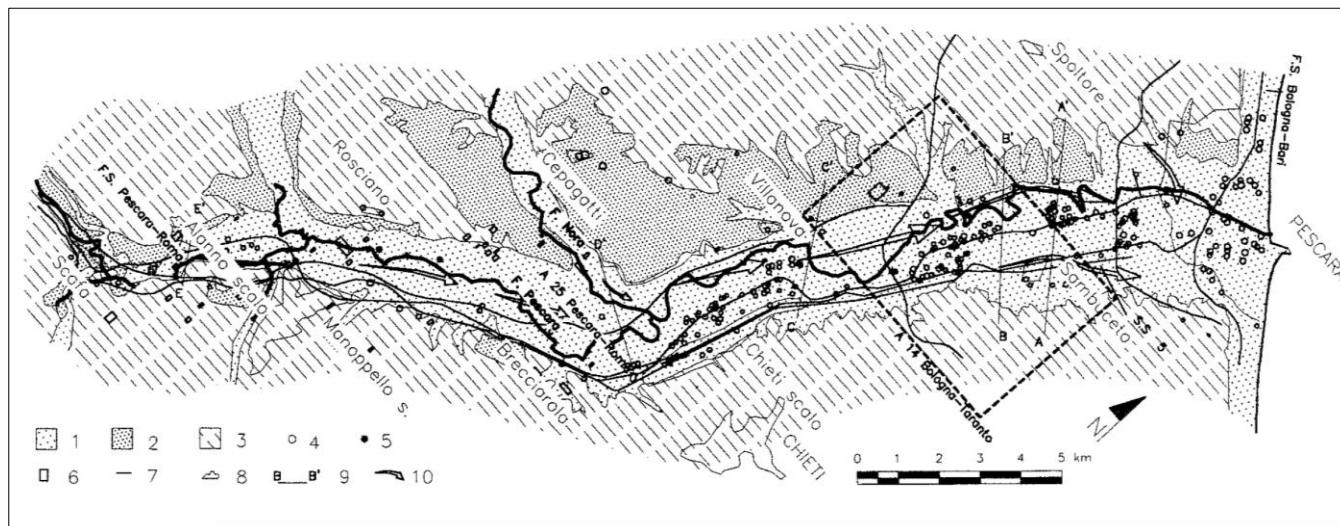 Spoltore
F.S. Bologna-Bari
A'
B'
C'
Rosciano
Cepagatti
Villanova
F.S. Pescara-Roma
E'
D'
F. Nora
PESCARA
Scafa
Alanno scalo
E
A 25 Pescara-Roma
F. Pescara
Sambuceto
S.S. 5
B
A
C
Manoppello s.
Brecciarola
Chieti scalo
A 14 Bologna-Taranto
CHIETI
N
1 2 3 4 5
6 7 8 B B' 9 10
0 1 2 3 4 5 km